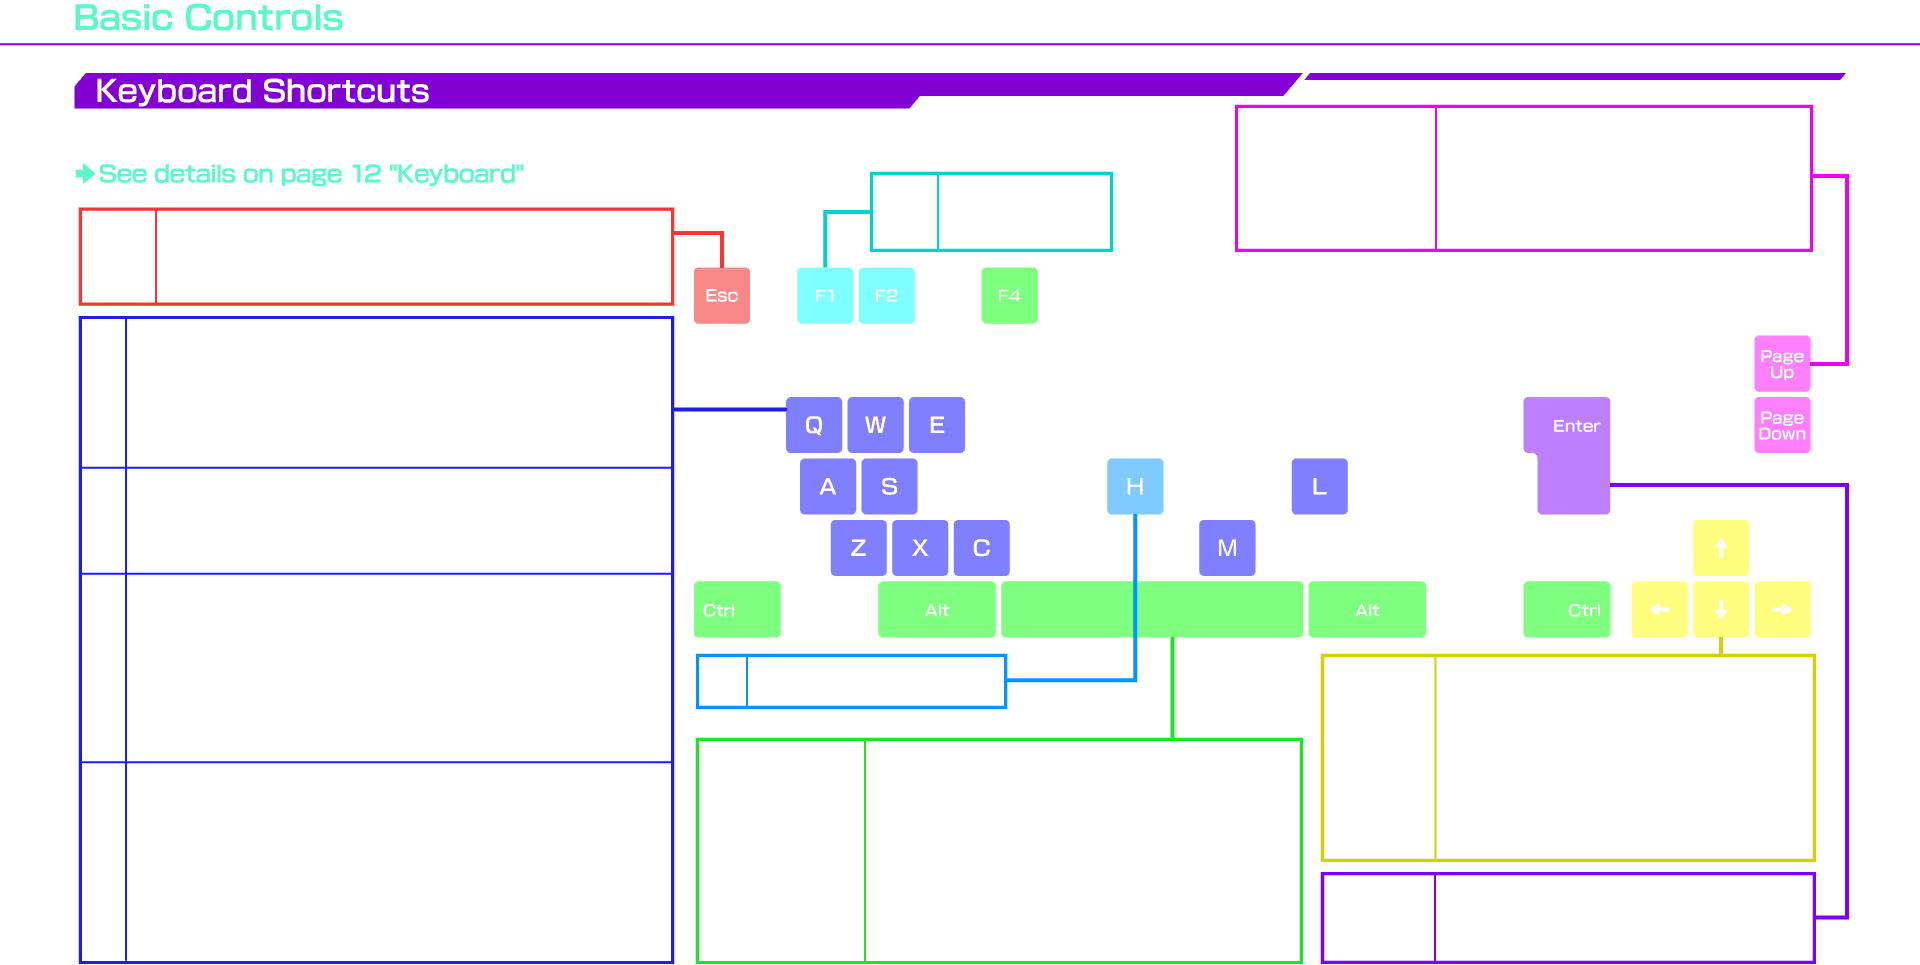 Basic Controls
Keyboard Shortcuts
See details on page 12 "Keyboard"
Esc
F1
F2
F4
Page
Up
Q
W
E
Enter
Page
Down
A
S
H
L
Z
X
C
M
↑
Ctrl
Alt
Alt
Ctrl
←
↓
→